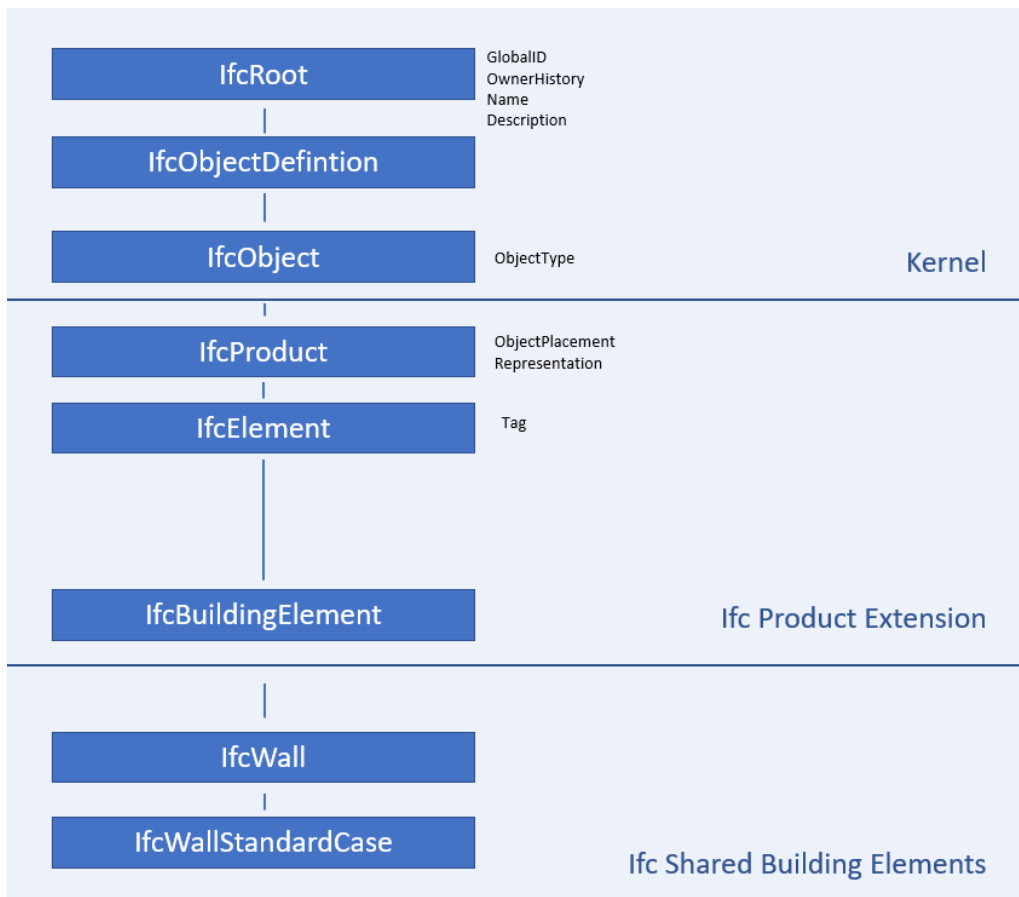 IfcRoot
GlobalID
OwnerHistory
Name
Description
IfcObjectDefintion
IfcObject
ObjectType
Kernel
IfcProduct
ObjectPlacement
Representation
IfcElement
Tag
IfcBuildingElement
Ifc Product Extension
IfcWall
IfcWallStandardCase
Ifc Shared Building Elements